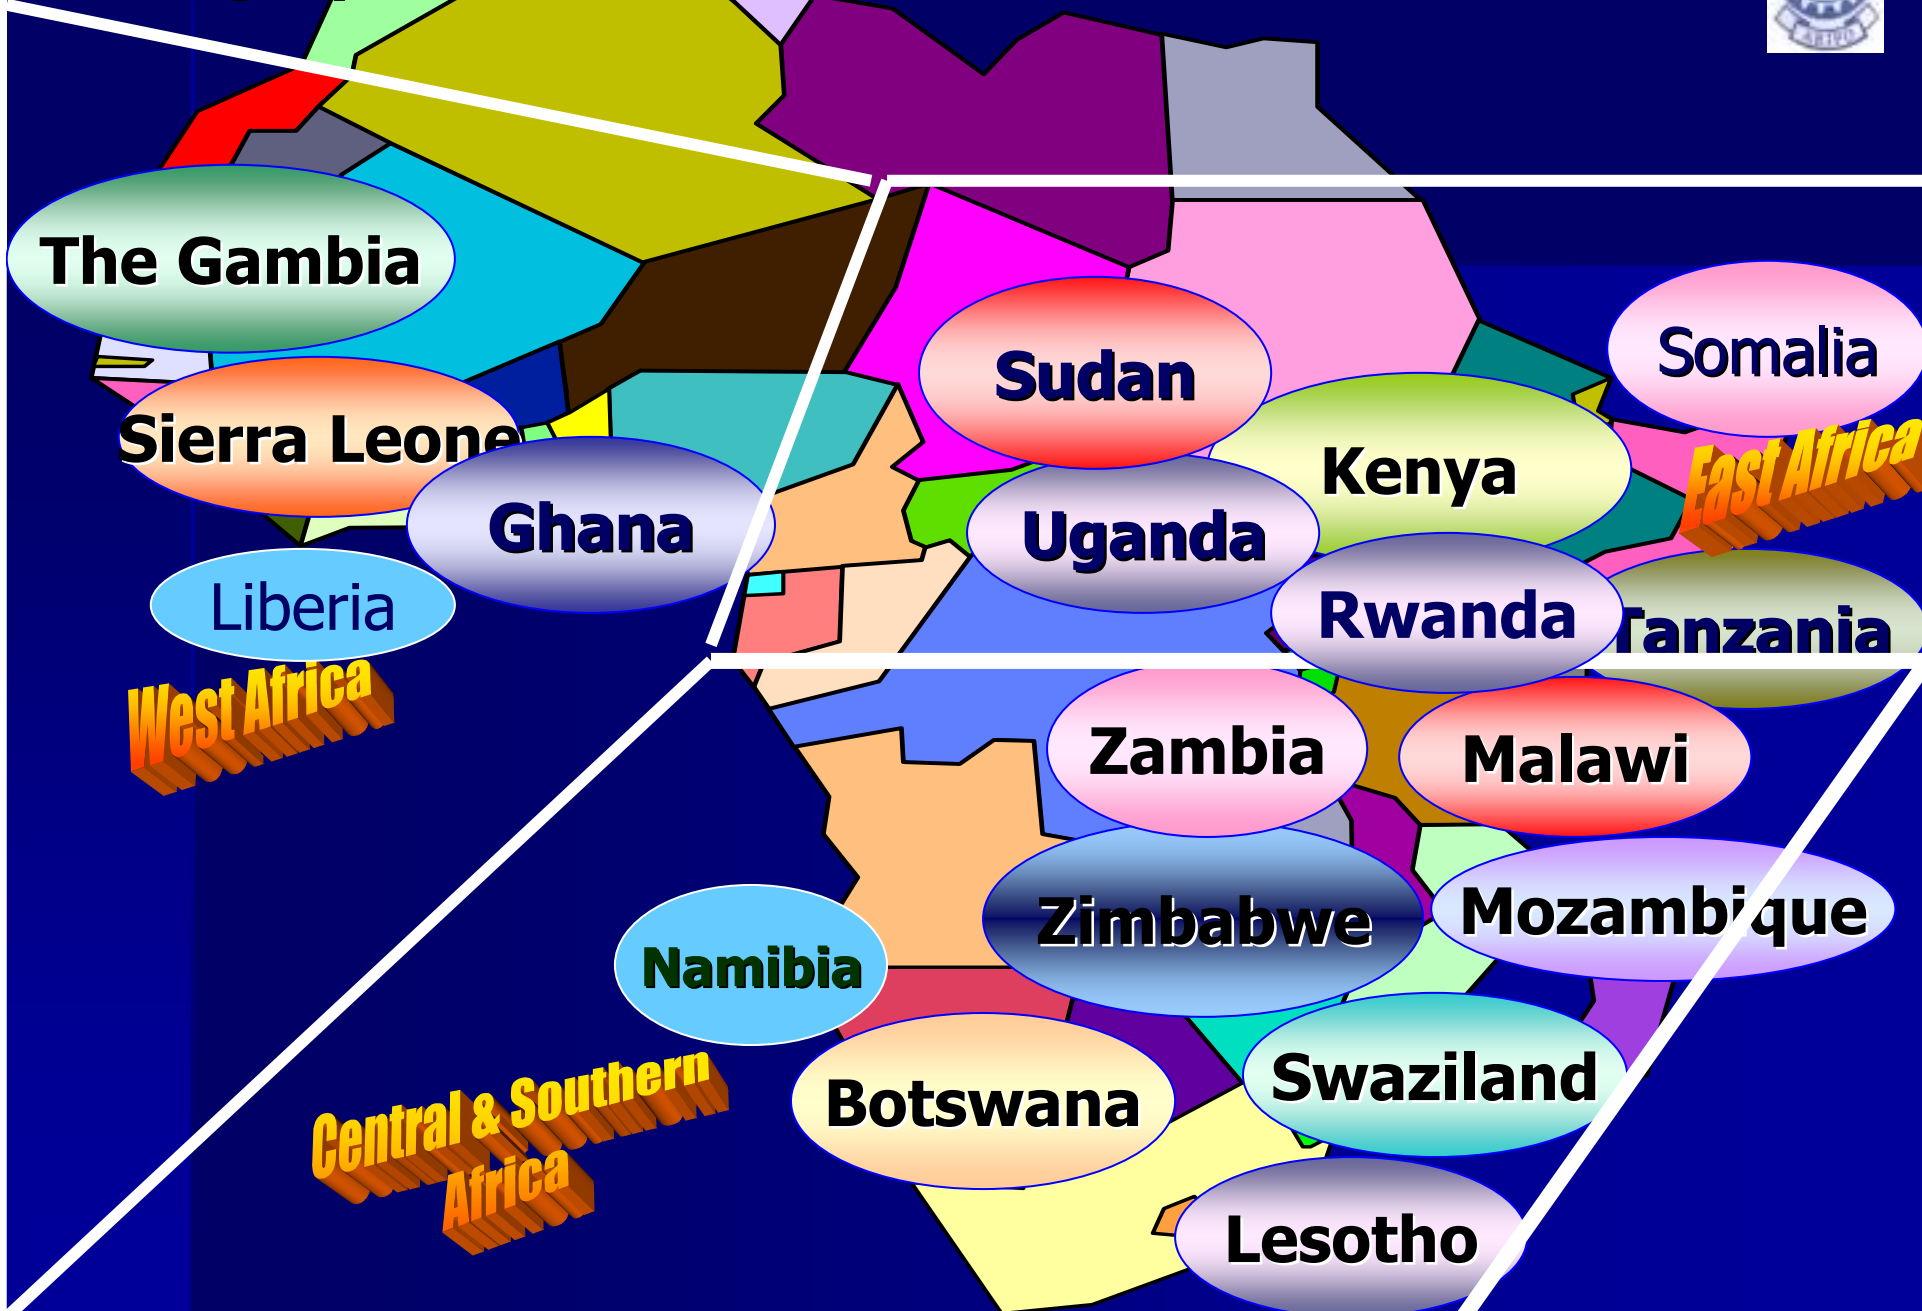 ARIPO
The Gambia
Somalia
Sudan
Sierra Leone
Kenya
East Africa
Ghana
Uganda
Liberia
Rwanda
Tanzania
West Africa
Zambia
Malawi
Zimbabwe
Mozambique
Namibia
Swaziland
Botswana
Central & Southern
Africa
Lesotho